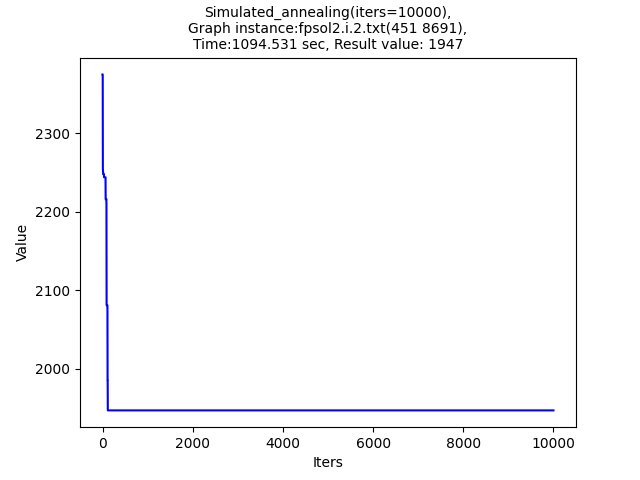 Simulated_annealing(iters=10000),
Graph instance:fpsol2.i.2.txt(451 8691),
Time:1094.531 sec, Result value: 1947
2300
2200
2100
2000
Value
0 2000 4000 6000 8000 10000
Iters